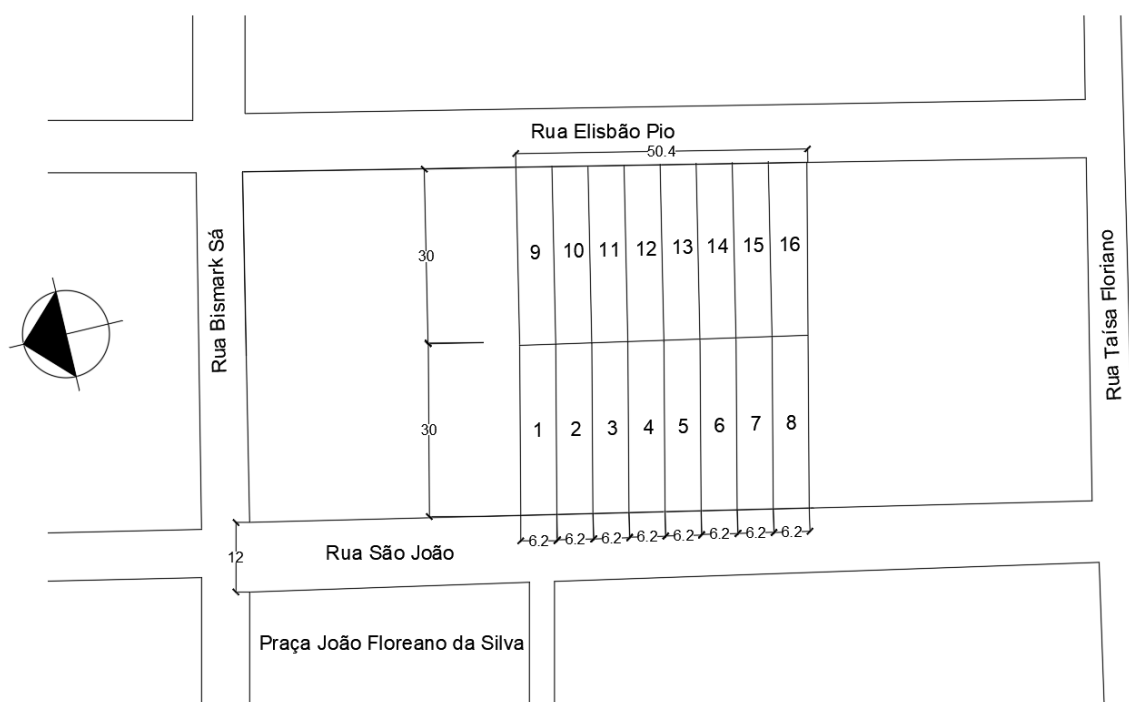 Rua Elisbão Pio
50.4
Rua Bismark Sá
30
9 10 11 12 13 14 15 16
Rua Taísa Floriano
30
1 2 3 4 5 6 7 8
6.2 6.2 6.2 6.2 6.2 6.2 6.2 6.2
12
Rua São João
Praça João Floreano da Silva